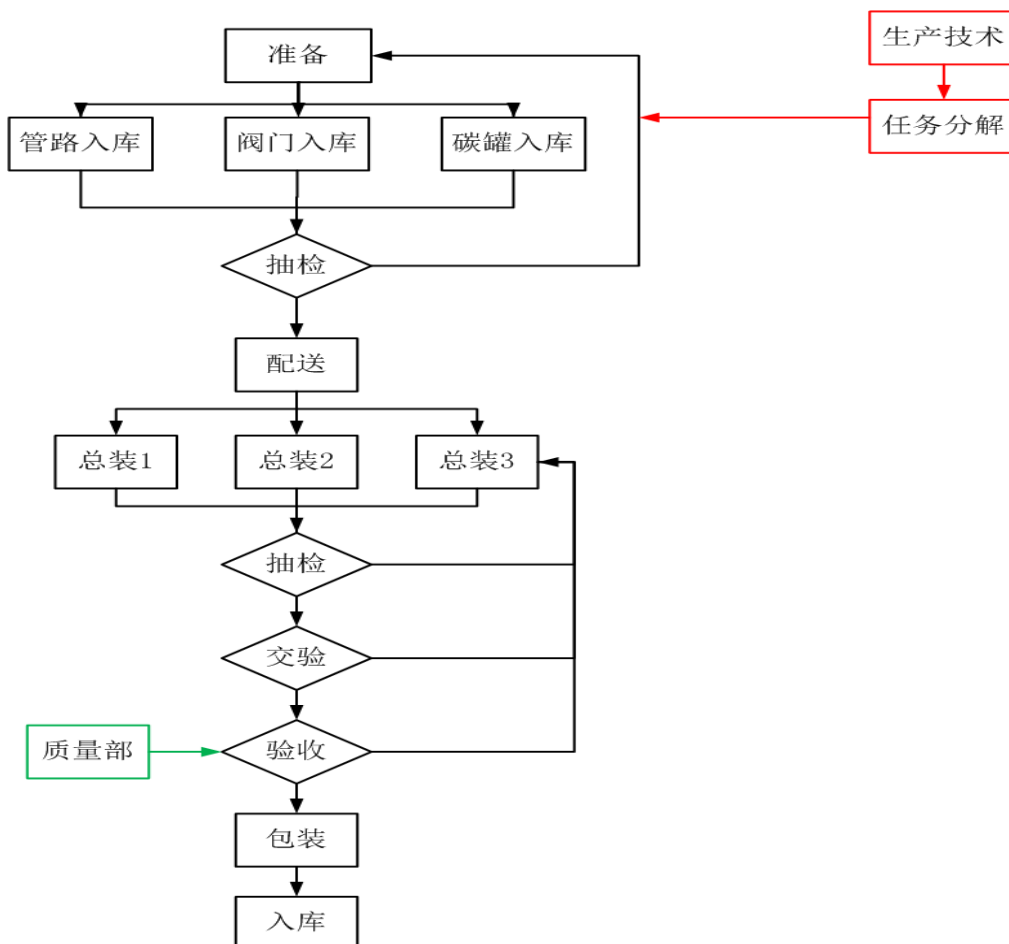 生产技术
准备
任务分解
管路入库
阀门入库
碳罐入库
抽检
配送
总装1
总装2
总装3
抽检
交验
质量部
验收
包装
入库